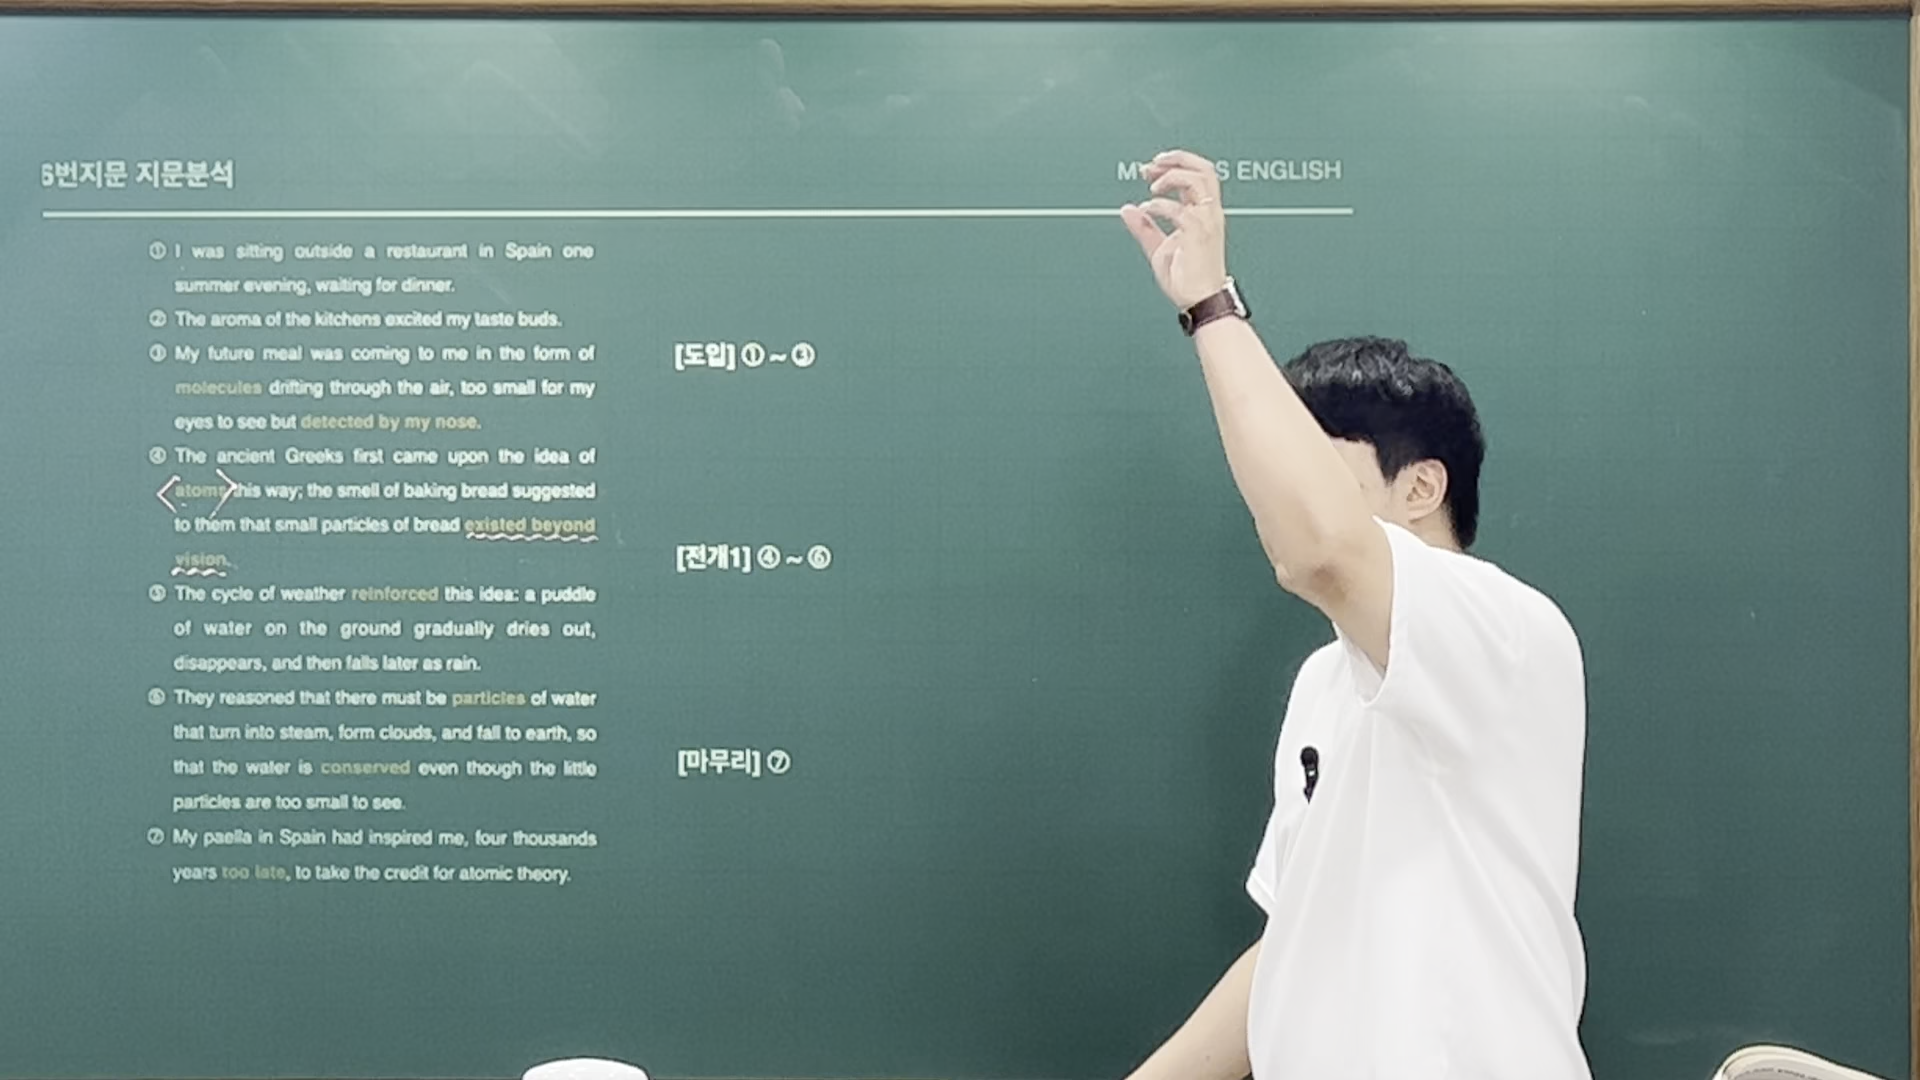 6번지문 지문분석
ENGLISH
① I was sitting outside a restaurant in Spain one
summer evening, waiting for dinner.
② The aroma of the kitchens excited my taste buds.
③ My future meal was coming to me in the form of
molecules drifting through the air, too small for my
eyes to see but detected by my nose.
④ The ancient Greeks first came upon the idea of
atoms this way; the smell of baking bread suggested
to them that small particles of bread existed beyond
vision.
⑤ The cycle of weather reinforced this idea: a puddle
of water on the ground gradually dries out,
disappears, and then falls later as rain.
⑥ They reasoned that there must be particles of water
that turn into steam, form clouds, and fall to earth, so
that the water is conserved even though the little
particles are too small to see.
⑦ My paella in Spain had inspired me, four thousands
years too late, to take the credit for atomic theory.
[도입] ① ~ ③
[전개1] ④ ~ ⑥
[마무리] ⑦